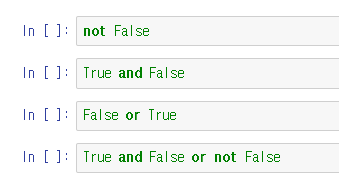 In [ ]: not False
In [ ]: True and False
In [ ]: False or True
In [ ]: True and False or not False